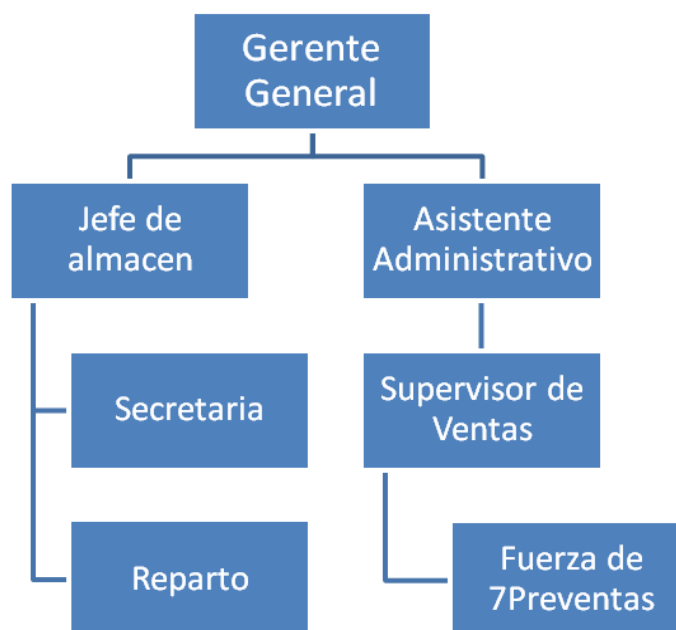 Gerente
General
Jefe de
almacen
Asistente
Administrativo
Secretaria
Supervisor de
Ventas
Reparto
Fuerza de
7Preventas